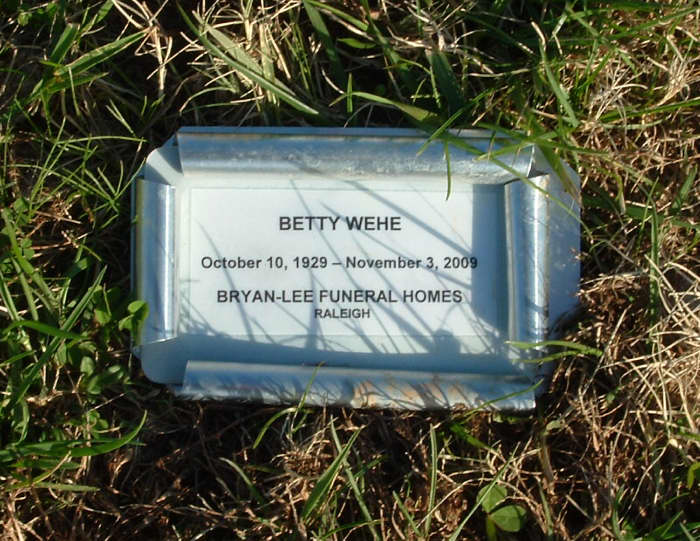 BETTY WEHE
October 10, 1929 – November 3, 2009
BRYAN-LEE FUNERAL HOMES
RALEIGH